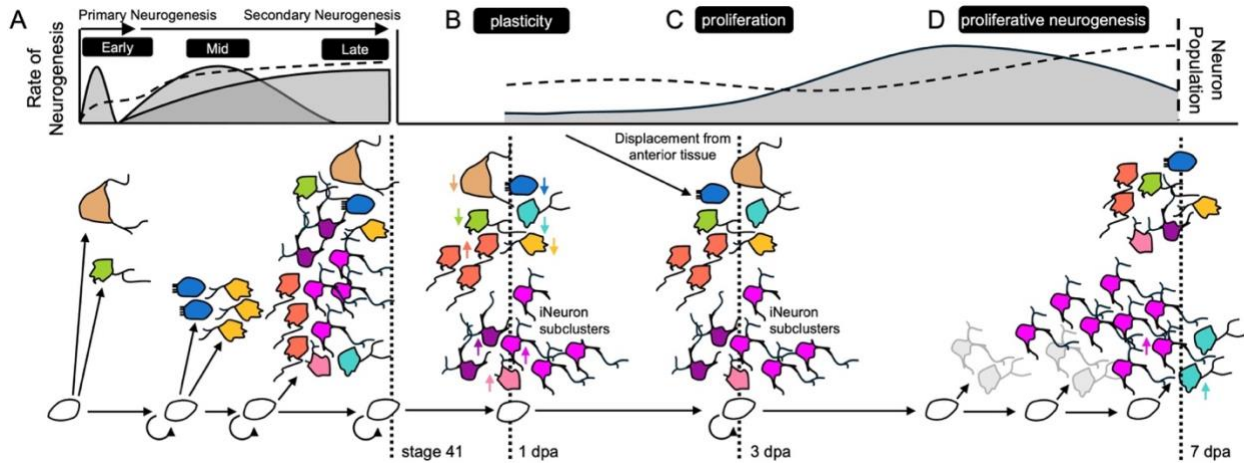 A
Primary Neurogenesis
Secondary Neurogenesis
Early
Mid
Late
Rate of
Neurogenesis
B
plasticity
C
proliferation
D
proliferative neurogenesis
Neuron
Population
Displacement from
anterior tissue
iNeuron
subclusters
iNeuron
subclusters
stage 41
1 dpa
3 dpa
7 dpa